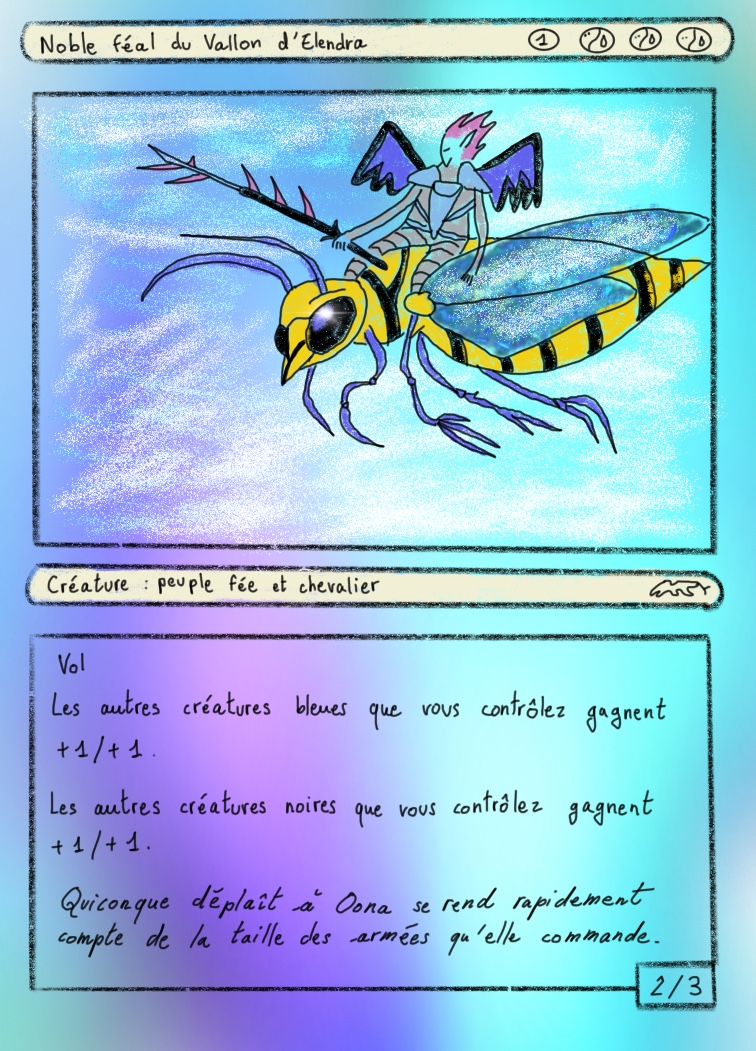 Noble féal du Vallon d'Elendra 1
Créature : peuple fée et chevalier
Vol
Les autres créatures bleues que vous contrôlez gagnent
+1/+1.
Les autres créatures noires que vous contrôlez gagnent
+1/+1.
Quiconque déplaît à Oona se rend rapidement
compte de la taille des armées qu'elle commande.
2/3